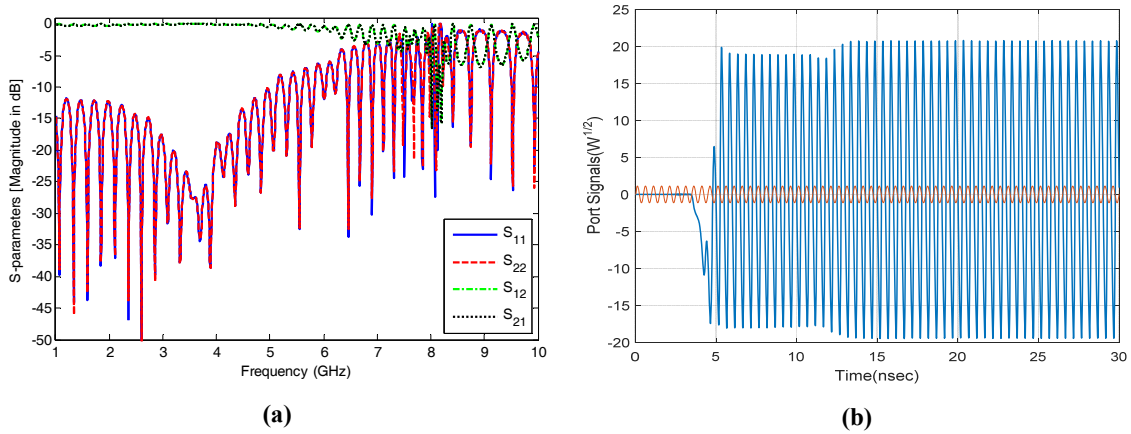 0
-5
-10
-15
-20
-25
-30
-35
-40
-45
-50
S-parameters [Magnitude in dB]
1 2 3 4 5 6 7 8 9 10
Frequency (GHz)
S11
S22
S12
S21
(a)
25
20
15
10
5
0
-5
-10
-15
-20
Port Signals(W^1/2)
0 5 10 15 20 25 30
Time(nsec)
(b)